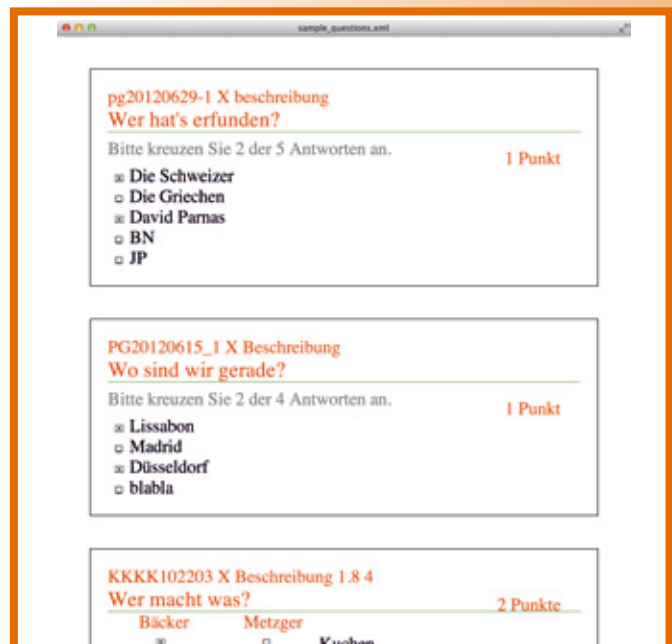 sample_questions.xml
pg20120629-1 X beschreibung
Wer hat's erfunden?
Bitte kreuzen Sie 2 der 5 Antworten an.
1 Punkt
Die Schweizer
Die Griechen
David Parnas
BN
JP
PG20120615_1 X Beschreibung
Wo sind wir gerade?
Bitte kreuzen Sie 2 der 4 Antworten an.
1 Punkt
Lissabon
Madrid
Düsseldorf
blabla
KKKK102203 X Beschreibung 1.8 4
Wer macht was?
2 Punkte
Bäcker Metzger
Kuchen